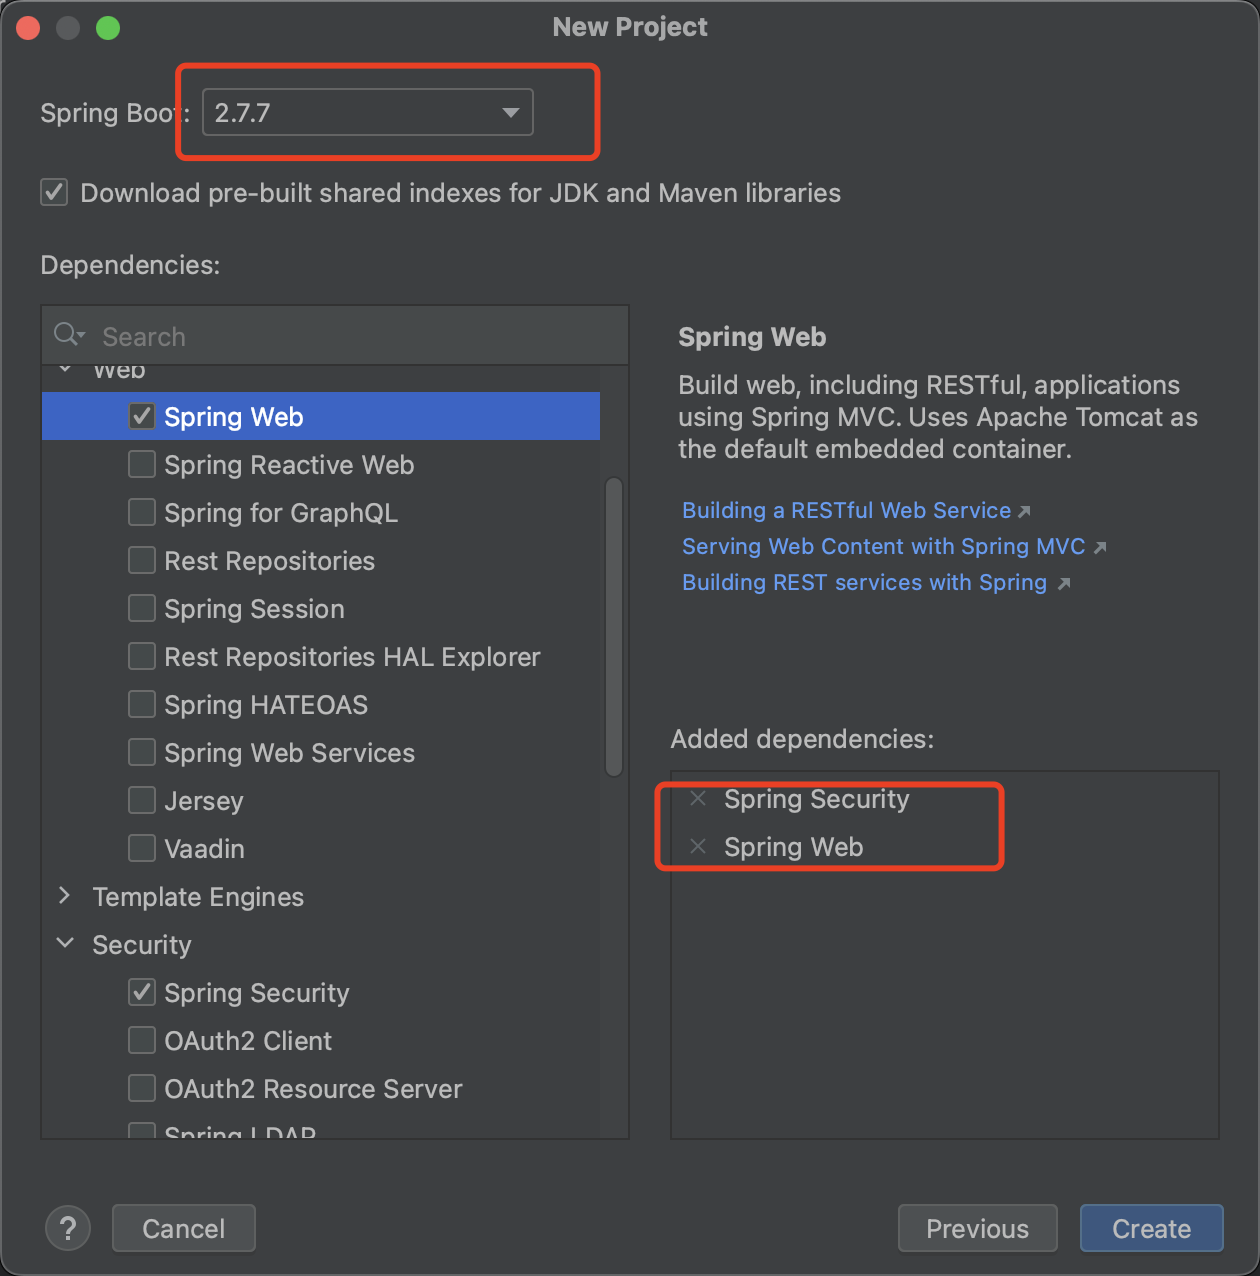 New Project
Spring Boot: 2.7.7
Download pre-built shared indexes for JDK and Maven libraries
Dependencies:
Search
Web
Spring Web
Spring Reactive Web
Spring for GraphQL
Rest Repositories
Spring Session
Rest Repositories HAL Explorer
Spring HATEOAS
Spring Web Services
Jersey
Vaadin
Template Engines
Security
Spring Security
OAuth2 Client
OAuth2 Resource Server
Spring LDAP
Spring Web
Build web, including RESTful, applications
using Spring MVC. Uses Apache Tomcat as
the default embedded container.
Building a RESTful Web Service
Serving Web Content with Spring MVC
Building REST services with Spring
Added dependencies:
Spring Security
Spring Web
?
Cancel
Previous
Create